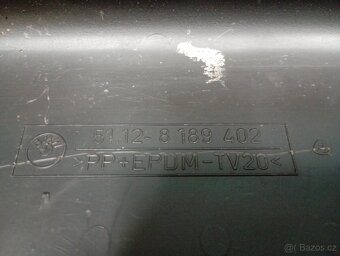 51 12- 8 189 402
>PP+EPDM-TV20<
Bazos.cz